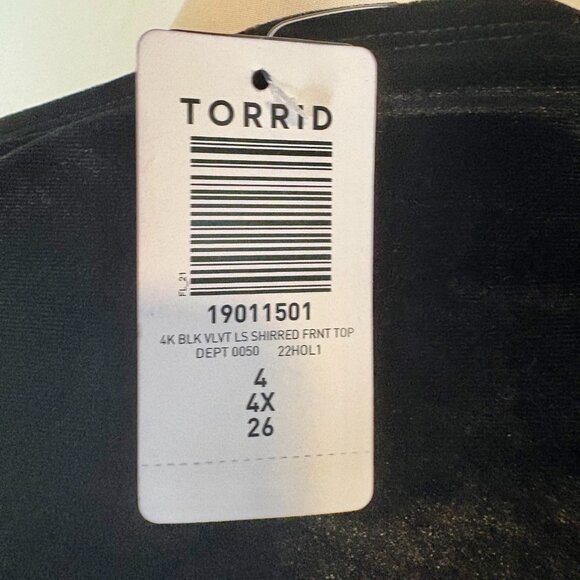 TORRID
FL_21
19011501
4K BLK VLVT LS SHIRRED FRNT TOP
DEPT 0050 22HOL1
4
4X
26